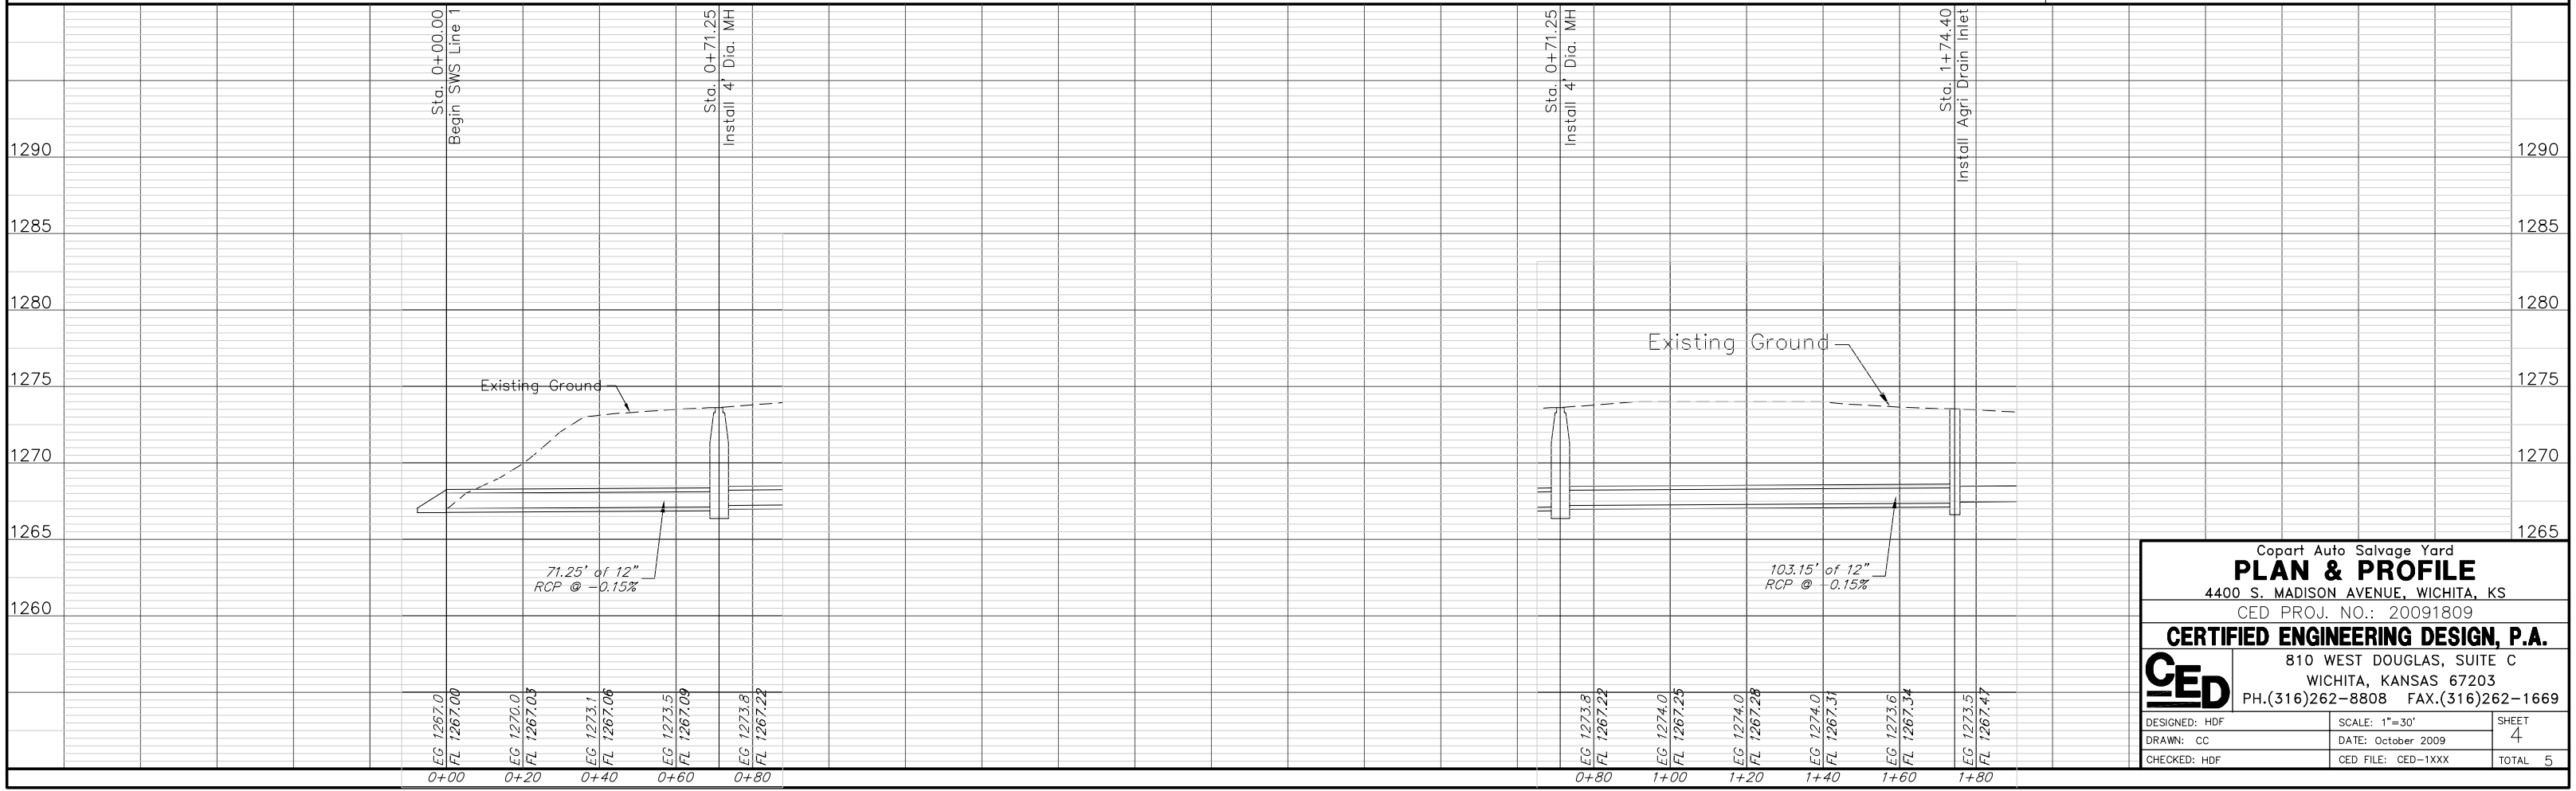 Sta. 0+00.00
Begin SWS Line 1
Sta. 0+71.25
Install 4' Dia. MH
Sta. 0+71.25
Install 4' Dia. MH
Sta. 1+74.40
Install Agri Drain Inlet
1290
1290
1285
1285
1280
1280
1275
1275
1270
1270
1265
1265
1260
Existing Ground
Existing Ground
71.25' of 12"
RCP @ -0.15%
103.15' of 12"
RCP @ -0.15%
EG 1267.0
FL 1267.00
EG 1270.0
FL 1267.03
EG 1273.1
FL 1267.06
EG 1273.5
FL 1267.09
EG 1273.8
FL 1267.22
EG 1273.8
FL 1267.22
EG 1274.0
FL 1267.25
EG 1274.0
FL 1267.28
EG 1274.0
FL 1267.31
EG 1273.6
FL 1267.34
EG 1273.5
FL 1267.47
0+00 0+20 0+40 0+60 0+80
0+80 1+00 1+20 1+40 1+60 1+80
Copart Auto Salvage Yard
PLAN & PROFILE
4400 S. MADISON AVENUE, WICHITA, KS
CED PROJ. NO.: 20091809
CERTIFIED ENGINEERING DESIGN, P.A.
CED
810 WEST DOUGLAS, SUITE C
WICHITA, KANSAS 67203
PH.(316)262-8808 FAX.(316)262-1669
DESIGNED: HDF
SCALE: 1"=30'
SHEET
4
DRAWN: CC
DATE: October 2009
CHECKED: HDF
CED FILE: CED-1XXX
TOTAL 5